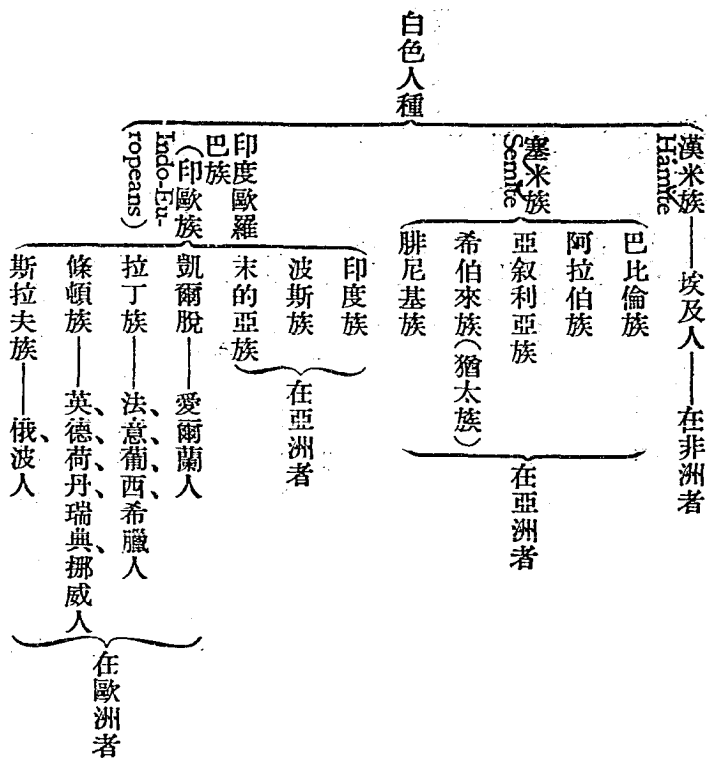 白色人種
漢米族
Hamite
埃及人
在非洲者
塞米族
Semite
巴比倫族
阿拉伯族
亞叙利亞族
希伯來族(猶太族)
腓尼基族
在亞洲者
印度歐羅
巴族
(印歐族
Indo-Eu-
ropeans)
印度族
波斯族
末的亞族
在亞洲者
凱爾脫——愛爾蘭人
拉丁族——法、意、葡、西、希臘人
條頓族——英、德、荷、丹、瑞典、挪威人
斯拉夫族——俄、波人
在歐洲者